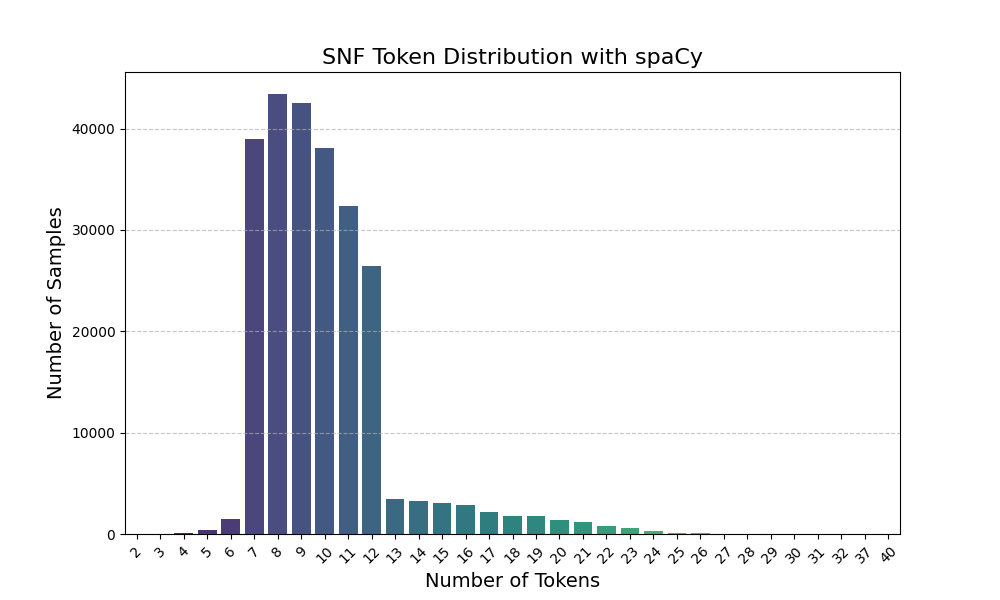 SNF Token Distribution with spaCy
Number of Samples
40000
30000
20000
10000
0
2 3 4 5 6 7 8 9 10 11 12 13 14 15 16 17 18 19 20 21 22 23 24 25 26 27 28 29 30 31 32 37 40
Number of Tokens